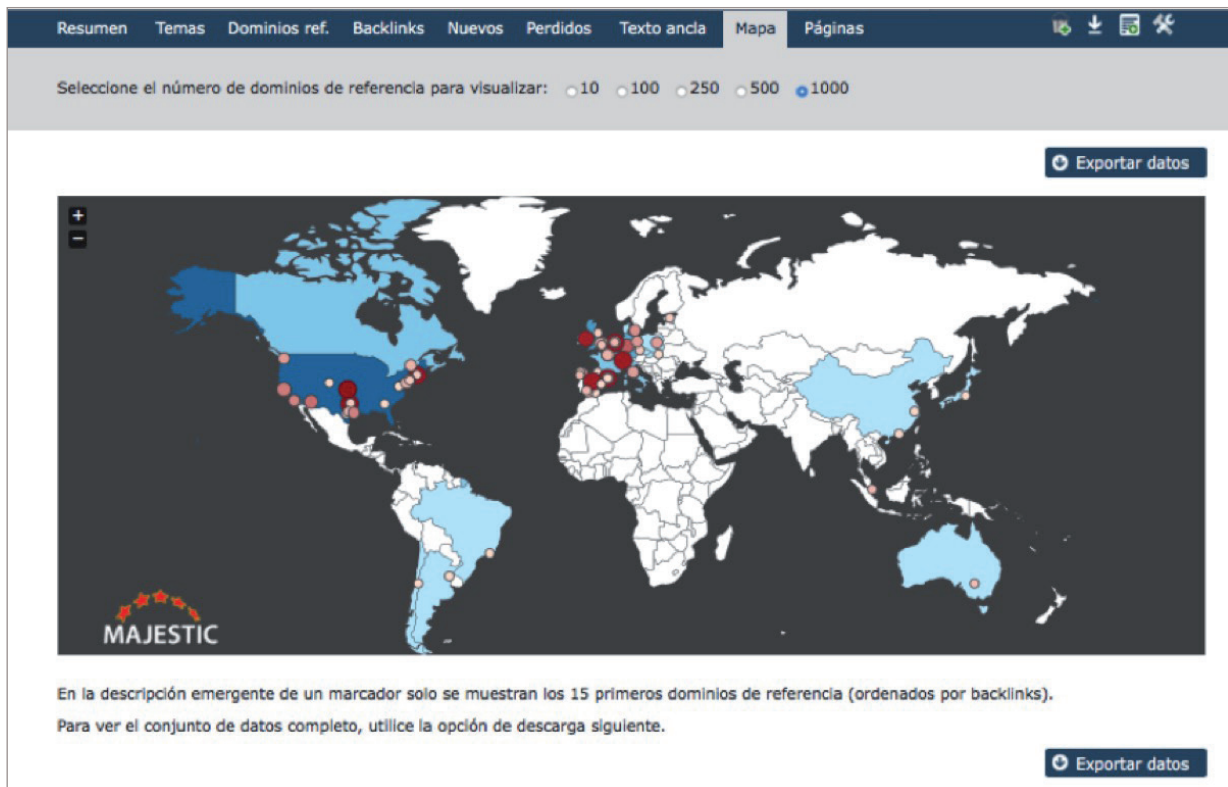 Resumen Temas Dominios ref. Backlinks Nuevos Perdidos Texto ancla Mapa Páginas
Seleccione el número de dominios de referencia para visualizar: 10 100 250 500 1000
Exportar datos
+
−
MAJESTIC
En la descripción emergente de un marcador solo se muestran los 15 primeros dominios de referencia (ordenados por backlinks).
Para ver el conjunto de datos completo, utilice la opción de descarga siguiente.
Exportar datos